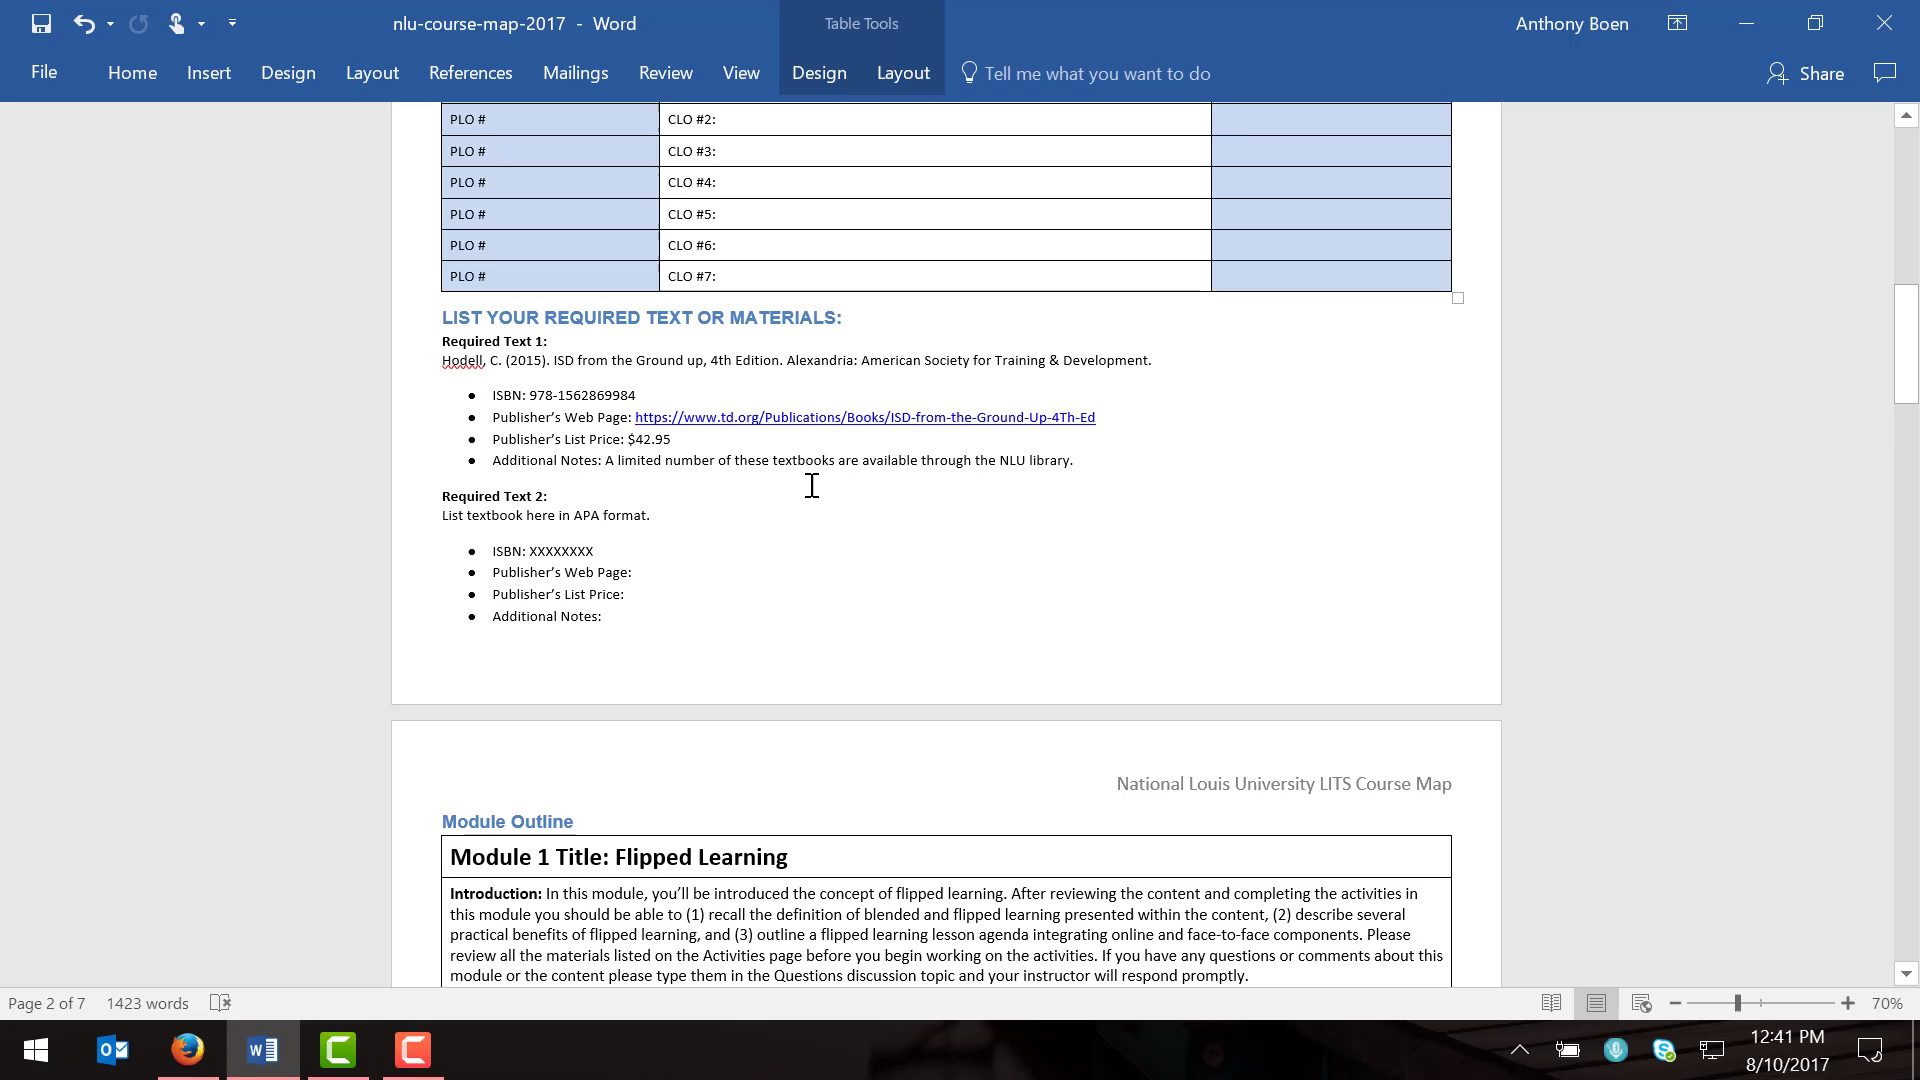 nlu-course-map-2017 - Word
Table Tools
Anthony Boen
File Home Insert Design Layout References Mailings Review View Design Layout Tell me what you want to do Share
PLO # CLO #2:
PLO # CLO #3:
PLO # CLO #4:
PLO # CLO #5:
PLO # CLO #6:
PLO # CLO #7:
LIST YOUR REQUIRED TEXT OR MATERIALS:
Required Text 1:
Hodell, C. (2015). ISD from the Ground up, 4th Edition. Alexandria: American Society for Training & Development.
• ISBN: 978-1562869984
• Publisher’s Web Page: https://www.td.org/Publications/Books/ISD-from-the-Ground-Up-4Th-Ed
• Publisher’s List Price: $42.95
• Additional Notes: A limited number of these textbooks are available through the NLU library.
Required Text 2:
List textbook here in APA format.
• ISBN: XXXXXXXX
• Publisher’s Web Page:
• Publisher’s List Price:
• Additional Notes:
National Louis University LITS Course Map
Module Outline
Module 1 Title: Flipped Learning
Introduction: In this module, you’ll be introduced the concept of flipped learning. After reviewing the content and completing the activities in
this module you should be able to (1) recall the definition of blended and flipped learning presented within the content, (2) describe several
practical benefits of flipped learning, and (3) outline a flipped learning lesson agenda integrating online and face-to-face components. Please
review all the materials listed on the Activities page before you begin working on the activities. If you have any questions or comments about this
module or the content please type them in the Questions discussion topic and your instructor will respond promptly.
Page 2 of 7 1423 words 70%
12:41 PM
8/10/2017